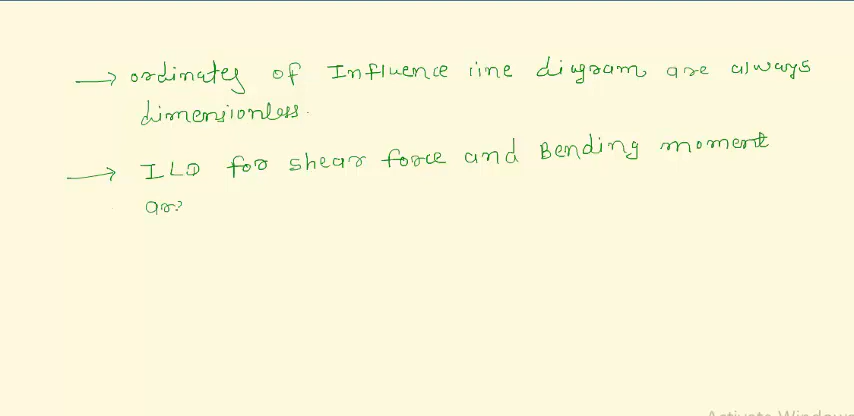 → ordinates of Influence line diagram are always
dimensionless.
→ ILD for shear force and Bending moment
are